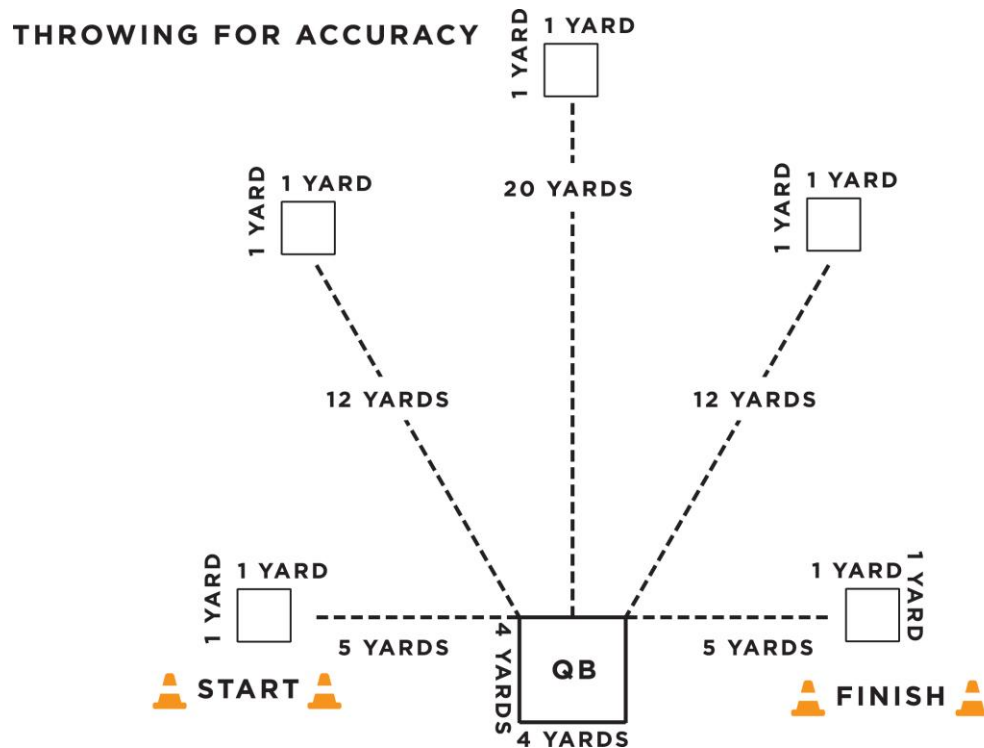 THROWING FOR ACCURACY
1 YARD
1 YARD
20 YARDS
1 YARD
1 YARD
1 YARD
1 YARD
12 YARDS
12 YARDS
1 YARD
1 YARD
1 YARD
1 YARD
5 YARDS
4 YARDS
QB
5 YARDS
START
FINISH
4 YARDS